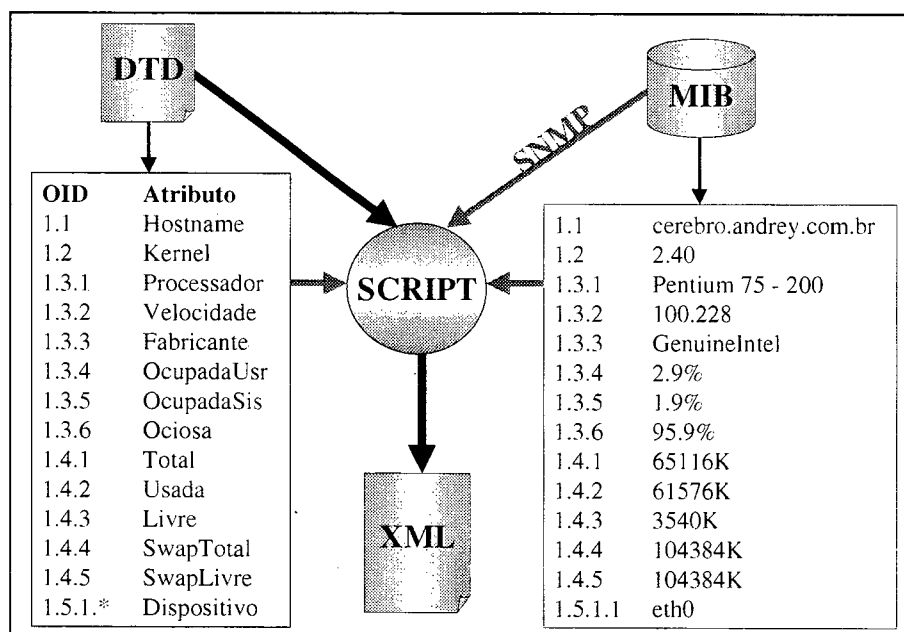 DTD
MIB
SNMP
OID Atributo
1.1 Hostname
1.2 Kernel
1.3.1 Processador
1.3.2 Velocidade
1.3.3 Fabricante
1.3.4 OcupadaUsr
1.3.5 OcupadaSis
1.3.6 Ociosa
1.4.1 Total
1.4.2 Usada
1.4.3 Livre
1.4.4 SwapTotal
1.4.5 SwapLivre
1.5.1.* Dispositivo
SCRIPT
XML
1.1 cerebro.andrey.com.br
1.2 2.40
1.3.1 Pentium 75 - 200
1.3.2 100.228
1.3.3 GenuineIntel
1.3.4 2.9%
1.3.5 1.9%
1.3.6 95.9%
1.4.1 65116K
1.4.2 61576K
1.4.3 3540K
1.4.4 104384K
1.4.5 104384K
1.5.1.1 eth0